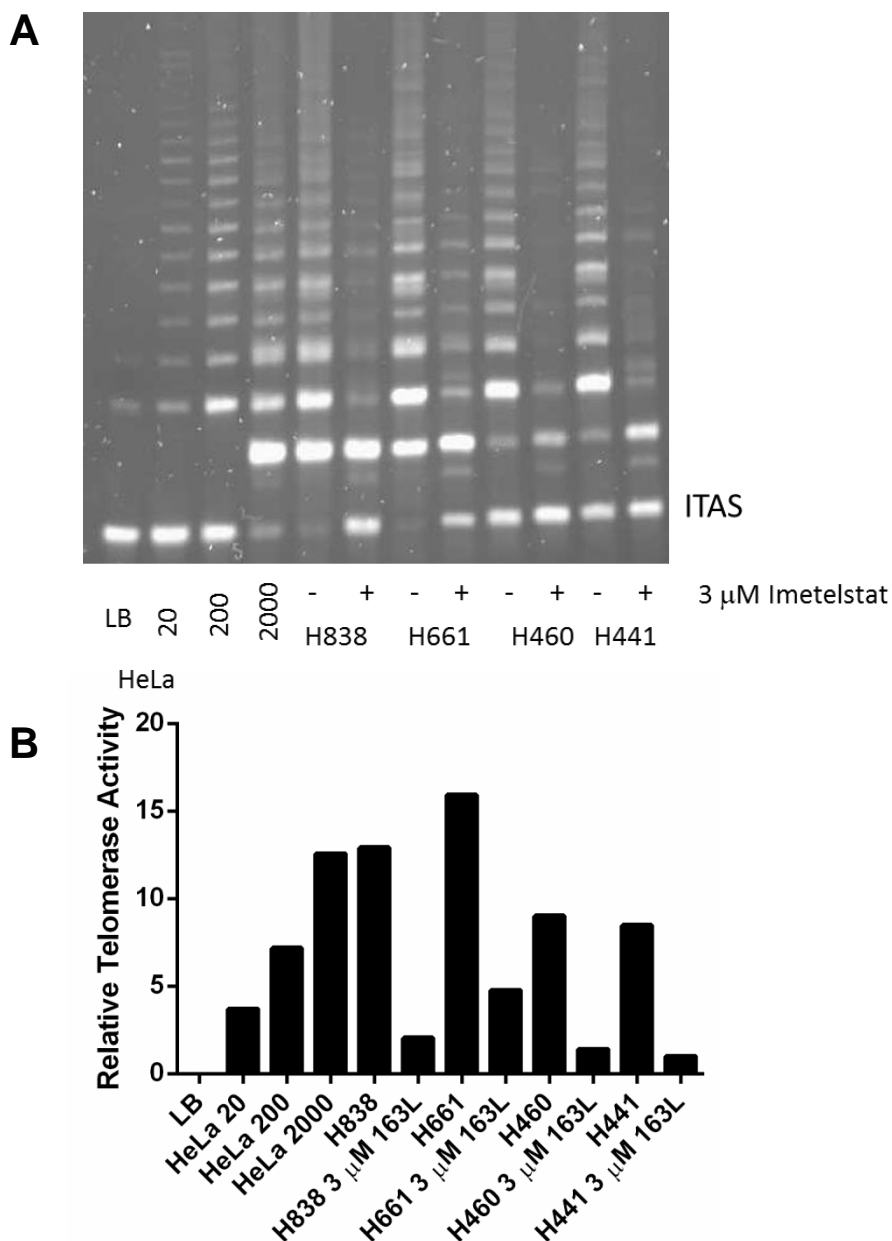 A
ITAS
LB 20 200 2000 - + - + - + - + 3 μM Imetelstat
H838 H661 H460 H441
HeLa
B
Relative Telomerase Activity
20
15
10
5
0
LB
HeLa 20
HeLa 200
HeLa 2000
H838
H838 3 μM 163L
H661
H661 3 μM 163L
H460
H460 3 μM 163L
H441
H441 3 μM 163L